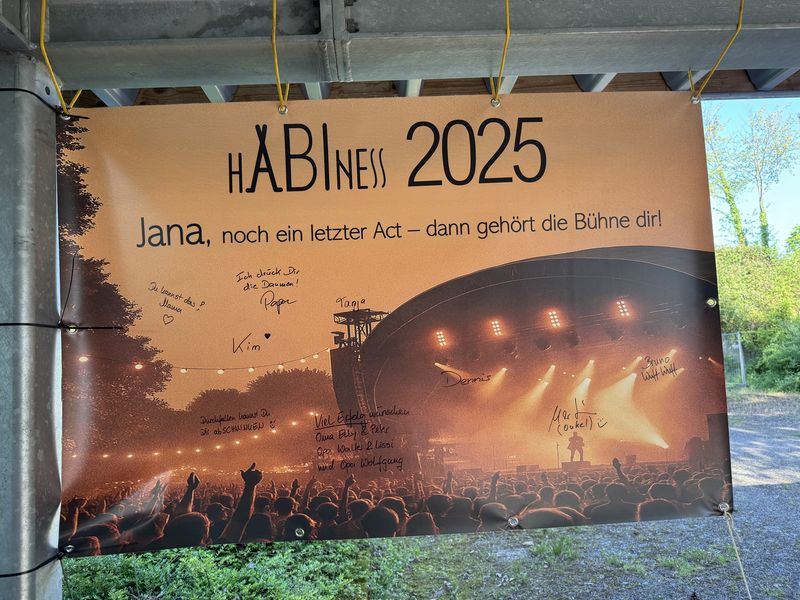 HABINESS 2025
Jana, noch ein letzter Act – dann gehört die Bühne dir!
Du kannst das!
Mama
Ich drück Dir
die Daumen!
Papa
Tanja
Kim
Dennis
Bruno
Wuff Wuff
(Onkel)
Durchfallen kannst Du
Dir abSCHMINKEN
Viel Erfolg wünschen
Oma Elly & Peter
Opa Walter & Lissi
und Opa Wolfgang